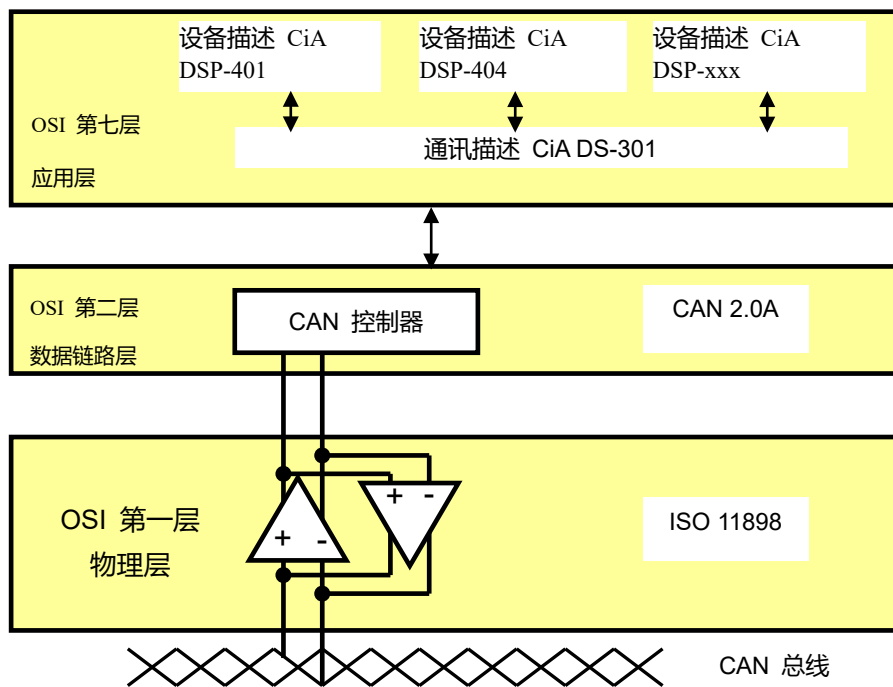 设备描述 CiA
DSP-401
设备描述 CiA
DSP-404
设备描述 CiA
DSP-xxx
OSI 第七层
应用层
通讯描述 CiA DS-301
OSI 第二层
数据链路层
CAN 控制器
CAN 2.0A
OSI 第一层
物理层
+ -
+ -
ISO 11898
CAN 总线